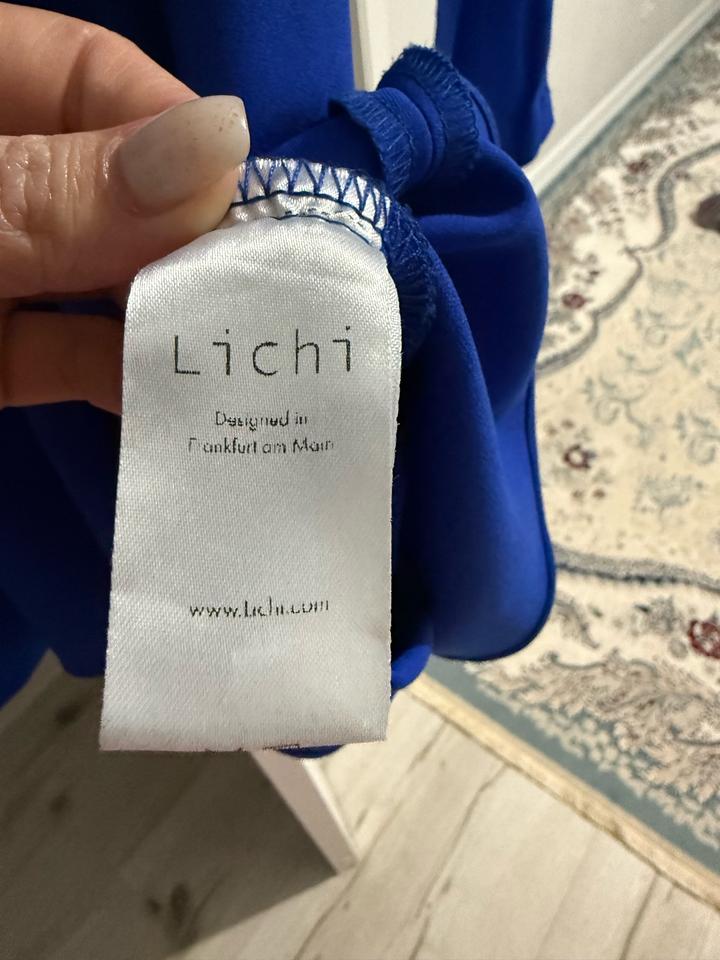 Lichi
Designed in
Frankfurt am Main
www.Lichi.com